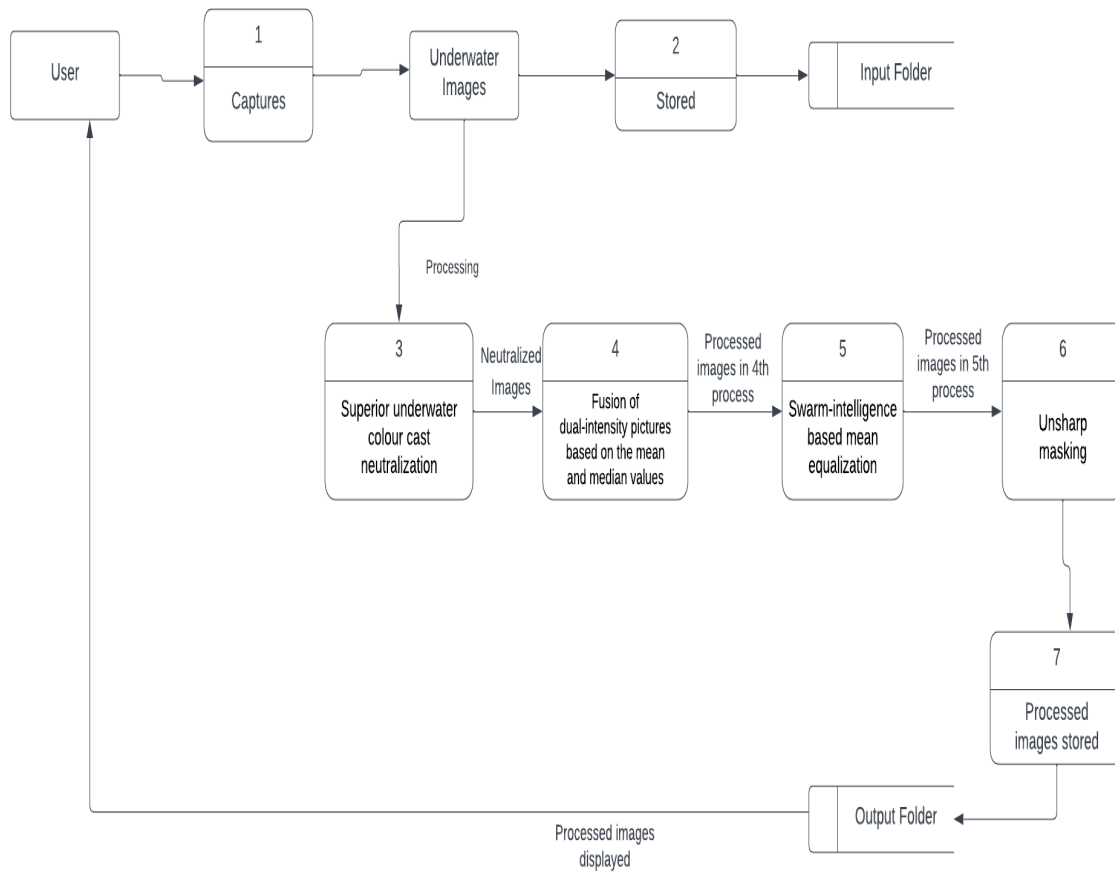 User
1
Captures
Underwater
Images
2
Stored
Input Folder
Processing
3
Superior underwater
colour cast
neutralization
Neutralized
Images
4
Fusion of
dual-intensity pictures
based on the mean
and median values
Processed
images in 4th
process
5
Swarm-intelligence
based mean
equalization
Processed
images in 5th
process
6
Unsharp
masking
7
Processed
images stored
Output Folder
Processed images
displayed